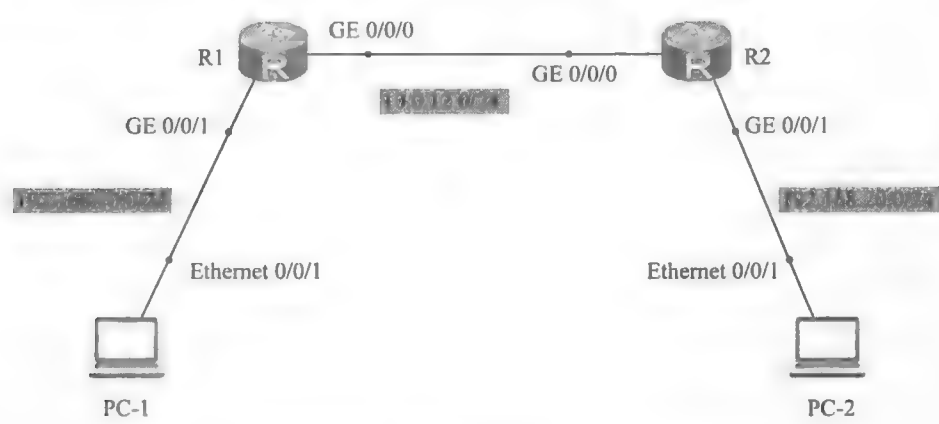 GE 0/0/0
R1
R
R
R2
GE 0/0/0
GE 0/0/1
GE 0/0/1
Ethernet 0/0/1
Ethernet 0/0/1
PC-1
PC-2